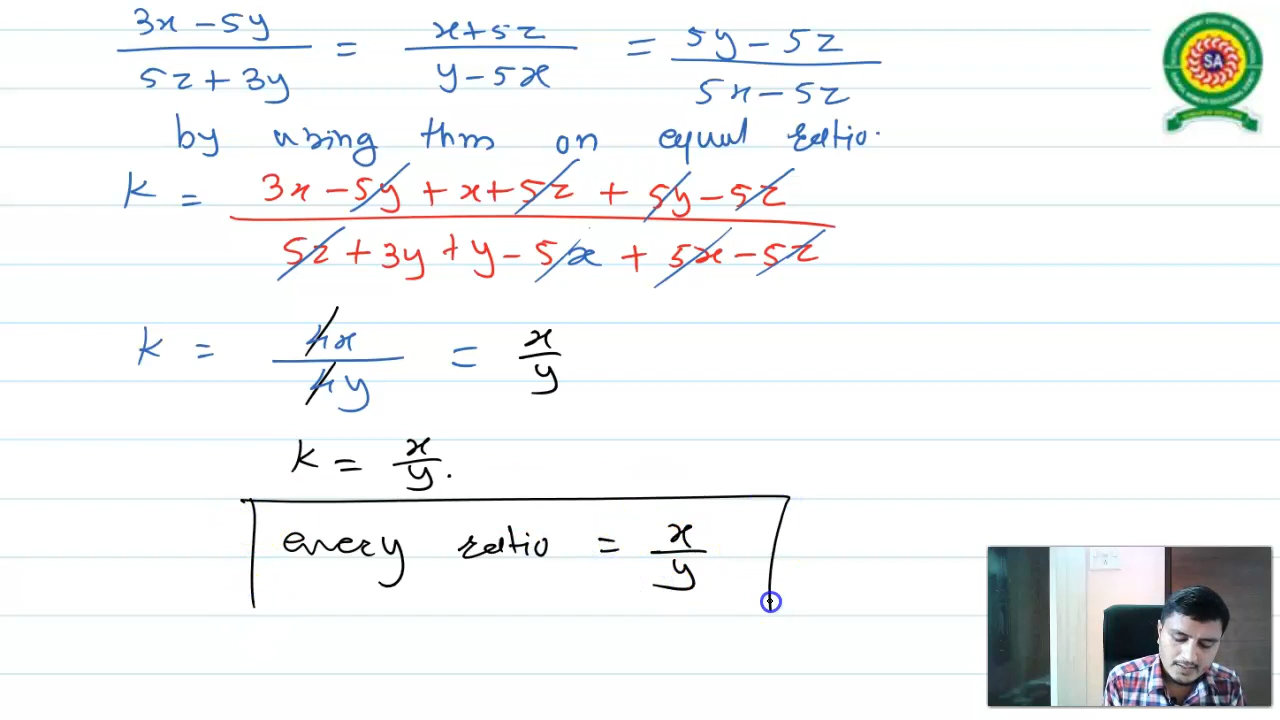 3x - 5y / 5z + 3y = x + 5z / y - 5x = 5y - 5z / 5x - 5z
by using thm on equal ratio.
k = 3x - 5y + x + 5z + 5y - 5z / 5z + 3y + y - 5x + 5x - 5z
k = 4x / 4y = x / y
k = x / y.
every ratio = x / y
SA